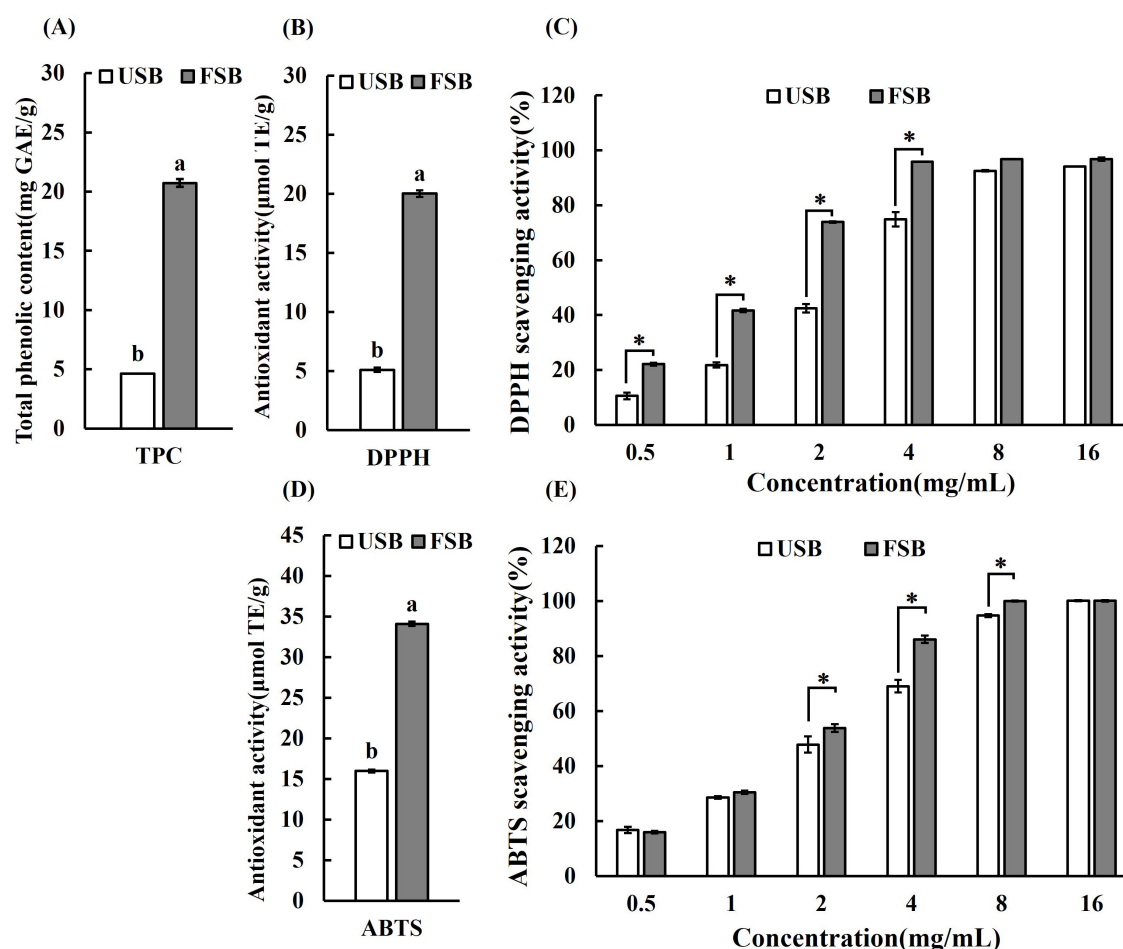 (A)
USB FSB
Total phenolic content(mg GAE/g)
30
25
20
15
10
5
0
a
b
TPC
(B)
USB FSB
Antioxidant activity(μmol TE/g)
30
25
20
15
10
5
0
a
b
DPPH
(C)
USB FSB
DPPH scavenging activity(%)
120
100
80
60
40
20
0
*
*
*
*
0.5 1 2 4 8 16
Concentration(mg/mL)
(D)
USB FSB
Antioxidant activity(μmol TE/g)
45
40
35
30
25
20
15
10
5
0
a
b
ABTS
(E)
USB FSB
ABTS scavenging activity(%)
120
100
80
60
40
20
0
*
*
*
*
0.5 1 2 4 8 16
Concentration(mg/mL)